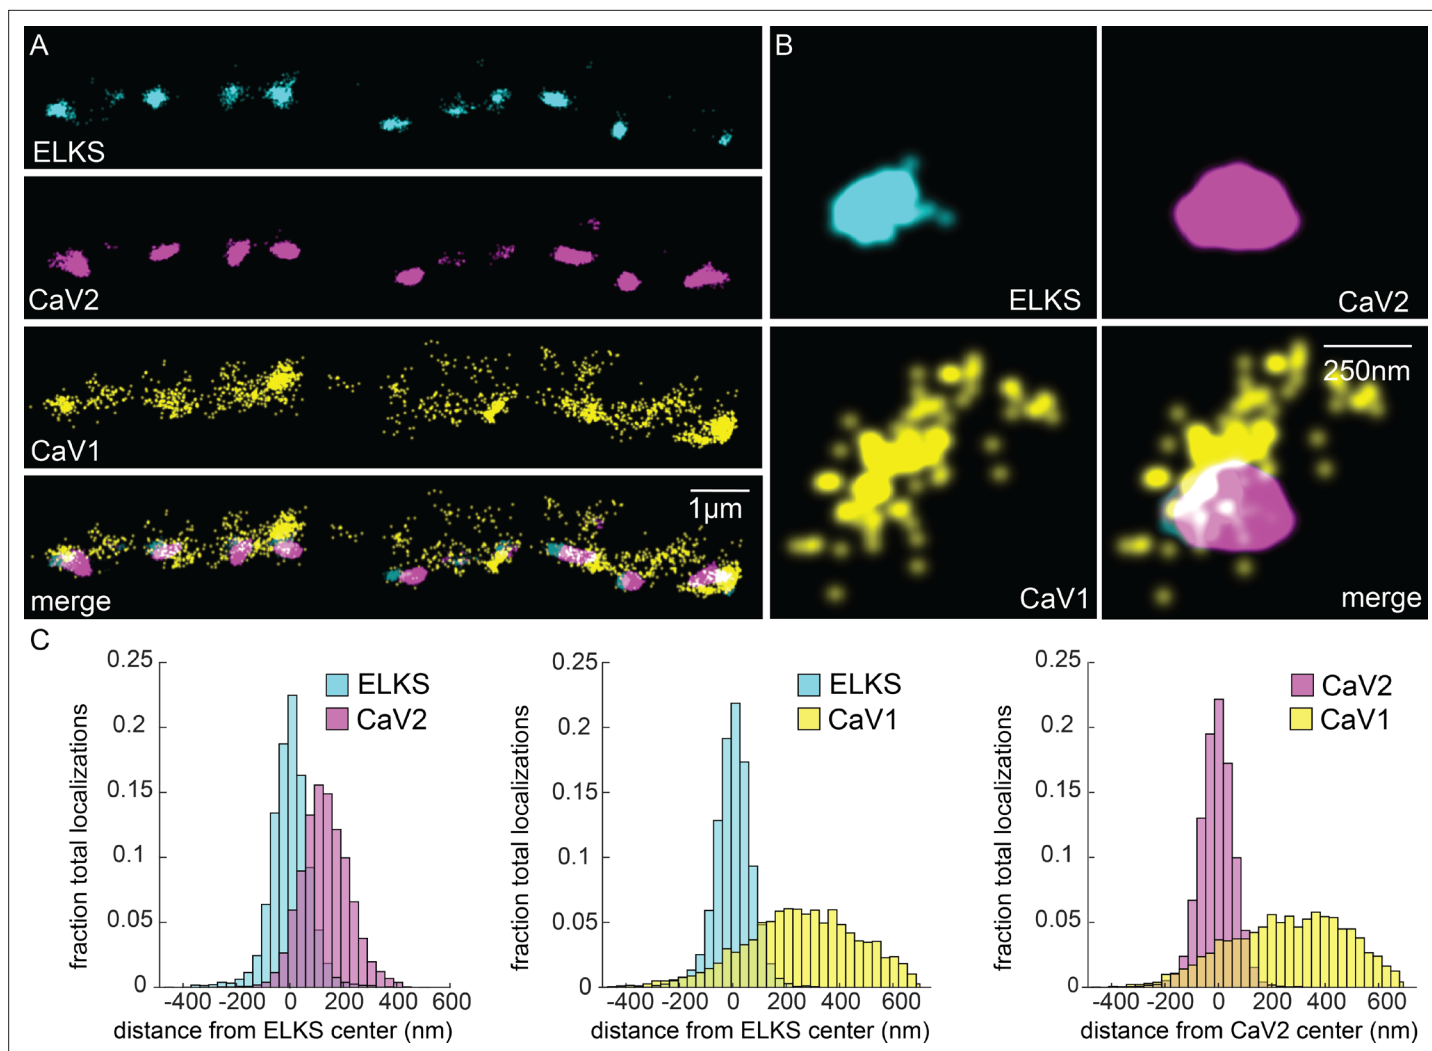 A
ELKS
CaV2
CaV1
merge
1µm
B
ELKS
CaV2
CaV1
250nm
merge
C
fraction total localizations
0.25
0.2
0.15
0.1
0.05
0
ELKS
CaV2
-400 -200 0 200 400 600
distance from ELKS center (nm)
fraction total localizations
0.25
0.2
0.15
0.1
0.05
0
ELKS
CaV1
-400 -200 0 200 400 600
distance from ELKS center (nm)
fraction total localizations
0.25
0.2
0.15
0.1
0.05
0
CaV2
CaV1
-400 -200 0 200 400 600
distance from CaV2 center (nm)